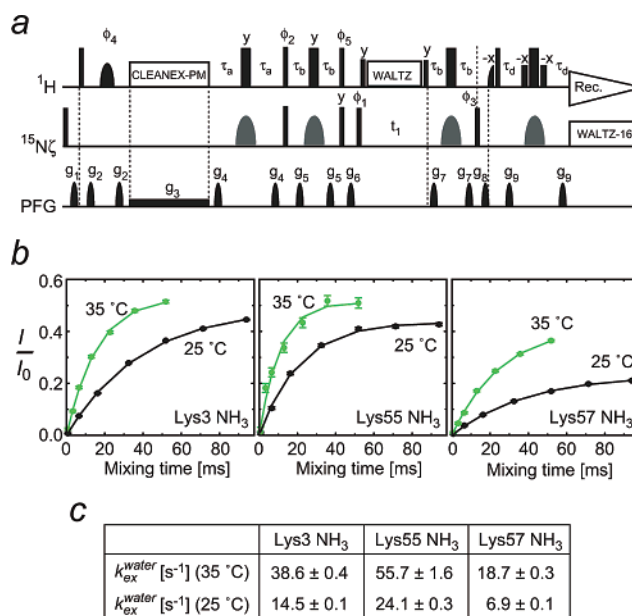 a
ϕ4 y ϕ2 y ϕ5 y y -x -x -x
CLEANEX-PM τa τa τb τb WALTZ τb τb τd τd
1H Rec.
y ϕ1 ϕ3
15Nζ t1 WALTZ-16
g1 g2 g2 g3 g4 g4 g5 g5 g6 g7 g7 g8 g9 g9
PFG
b
0.6 0.4 0.2 0.0
I/I0
35 ˚C 25 ˚C Lys3 NH3
35 ˚C 25 ˚C Lys55 NH3
35 ˚C 25 ˚C Lys57 NH3
0 20 40 60 80 0 20 40 60 80 0 20 40 60 80
Mixing time [ms] Mixing time [ms] Mixing time [ms]
c
Lys3 NH3 Lys55 NH3 Lys57 NH3
kex^water [s-1] (35 ˚C) 38.6 ± 0.4 55.7 ± 1.6 18.7 ± 0.3
kex^water [s-1] (25 ˚C) 14.5 ± 0.1 24.1 ± 0.3 6.9 ± 0.1